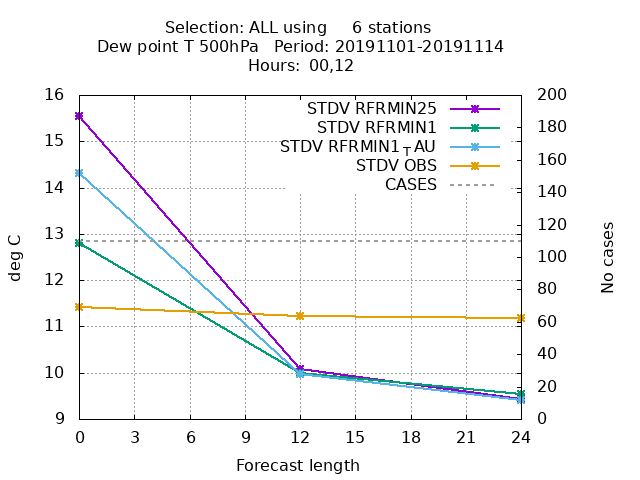 Selection: ALL using     6 stations
Dew point T 500hPa   Period: 20191101-20191114
Hours: 00,12
STDV RFRMIN25
STDV RFRMIN1
STDV RFRMIN1_TAU
STDV OBS
CASES
16
15
14
13
12
11
10
9
deg C
200
180
160
140
120
100
80
60
40
20
0
No cases
0 3 6 9 12 15 18 21 24
Forecast length